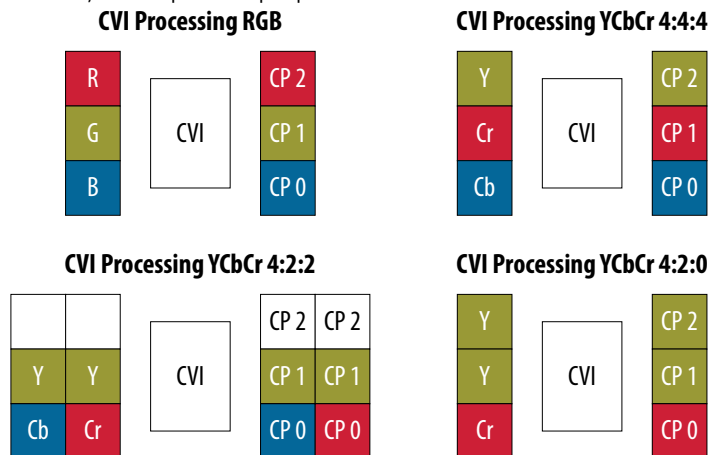 CVI Processing RGB
R
G
B
CVI
CP 2
CP 1
CP 0
CVI Processing YCbCr 4:4:4
Y
Cr
Cb
CVI
CP 2
CP 1
CP 0
CVI Processing YCbCr 4:2:2
Y Y
Cb Cr
CVI
CP 2 CP 2
CP 1 CP 1
CP 0 CP 0
CVI Processing YCbCr 4:2:0
Y
Y
Cr
CVI
CP 2
CP 1
CP 0